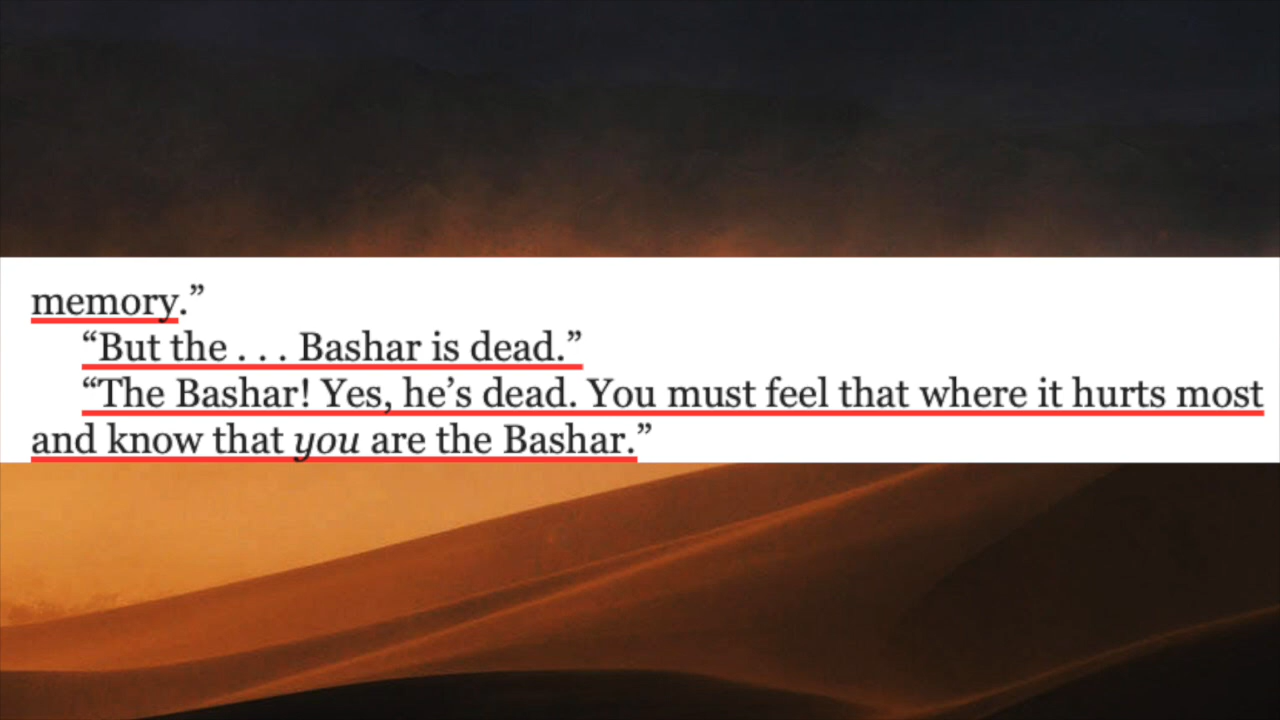 memory.”
“But the . . . Bashar is dead.”
“The Bashar! Yes, he’s dead. You must feel that where it hurts most
and know that you are the Bashar.”